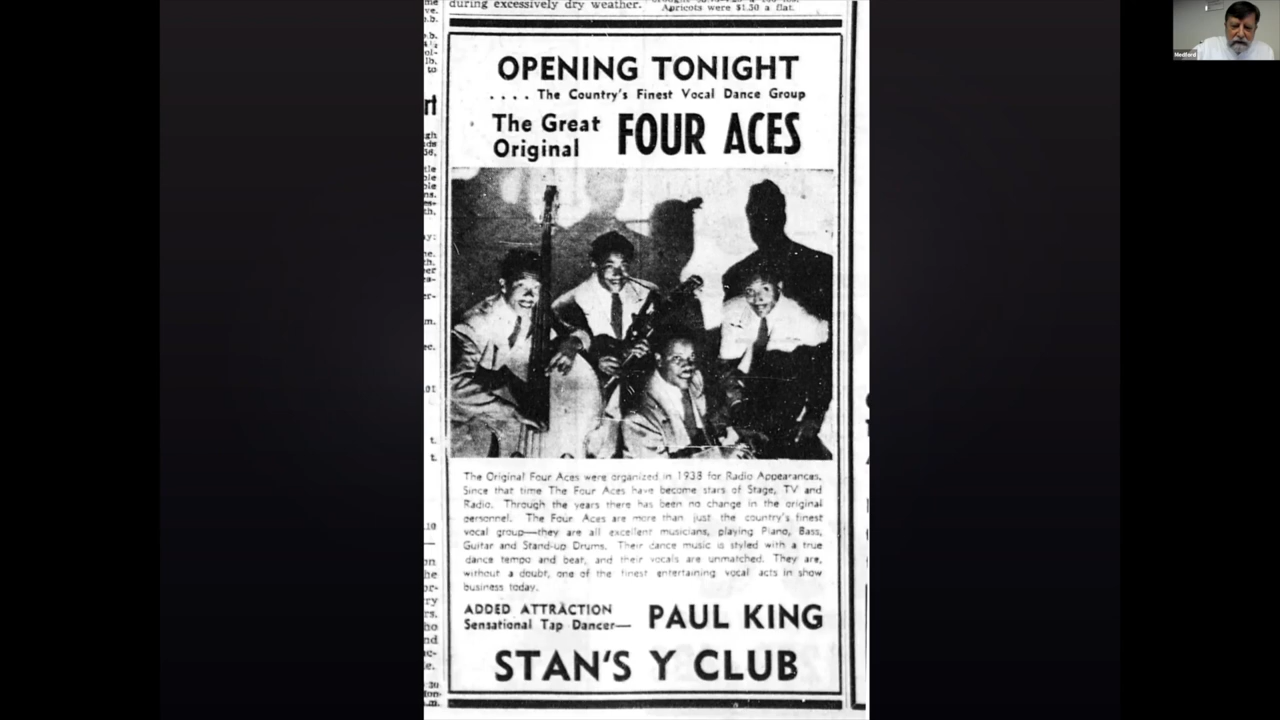 during excessively dry weather.
Apricots were $1.50 a flat.
OPENING TONIGHT
. . . . The Country's Finest Vocal Dance Group
The Great Original FOUR ACES
The Original Four Aces were organized in 1938 for Radio Appearances.
Since that time The Four Aces have become stars of Stage, TV and
Radio. Through the years there has been no change in the original
personnel. The Four Aces are more than just the country's finest
vocal group—they are all excellent musicians, playing Piano, Bass,
Guitar and Stand-up Drums. Their dance music is styled with a true
dance tempo and beat, and their vocals are unmatched. They are,
without a doubt, one of the finest entertaining vocal acts in show
business today.
ADDED ATTRACTION
Sensational Tap Dancer—
PAUL KING
STAN'S Y CLUB
Medford